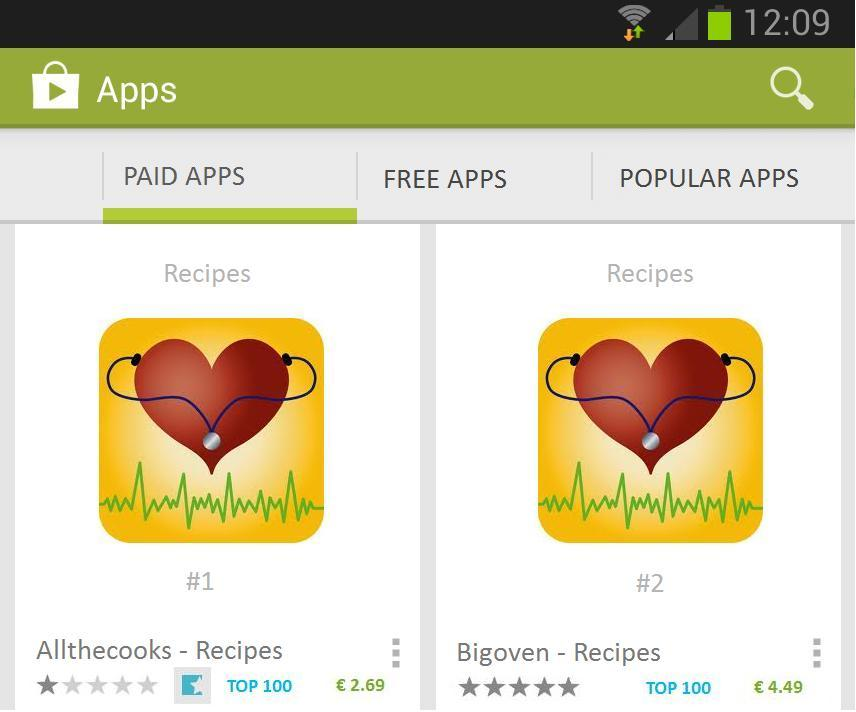 12:09
Apps
PAID APPS FREE APPS POPULAR APPS
Recipes
#1
Allthecooks - Recipes
TOP 100 € 2.69
Recipes
#2
Bigoven - Recipes
TOP 100 € 4.49